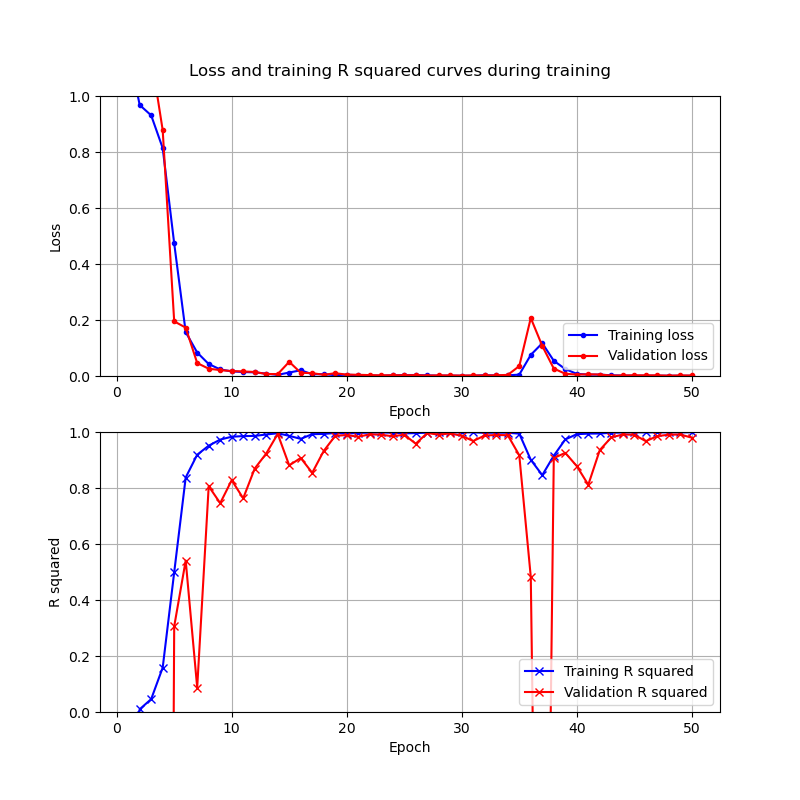 Loss and training R squared curves during training
1.0
0.8
0.6
0.4
0.2
0.0
Loss
Training loss
Validation loss
0 10 20 30 40 50
Epoch
1.0
0.8
0.6
0.4
0.2
0.0
R squared
Training R squared
Validation R squared
0 10 20 30 40 50
Epoch